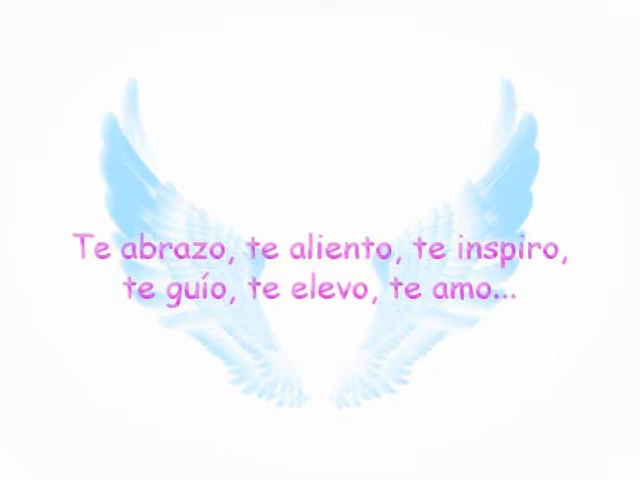 Te abrazo, te aliento, te inspiro,
te guío, te elevo, te amo...